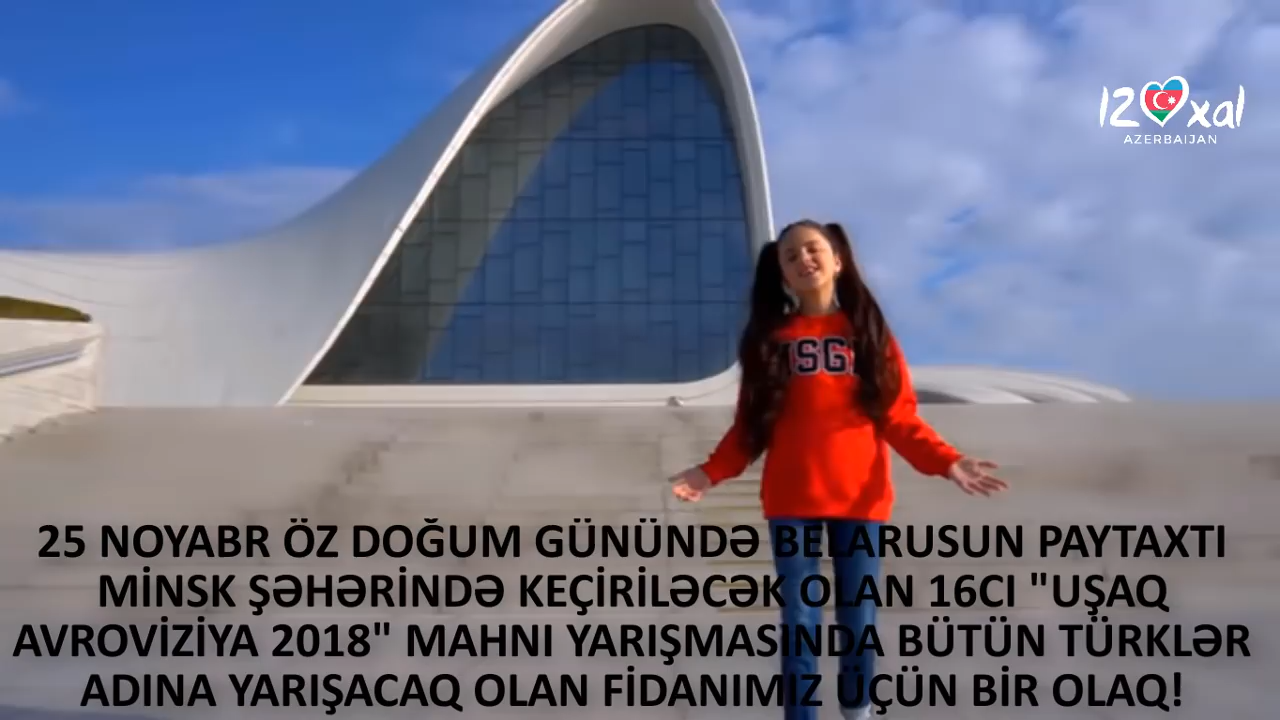 12 xal
AZERBAIJAN
25 NOYABR ÖZ DOĞUM GÜNÜNDƏ BELARUSUN PAYTAXTI
MİNSK ŞƏHƏRİNDƏ KEÇİRİLƏCƏK OLAN 16CI "UŞAQ
AVROVİZİYA 2018" MAHNI YARIŞMASINDA BÜTÜN TÜRKLƏR
ADINA YARIŞACAQ OLAN FİDANIMIZ ÜÇÜN BİR OLAQ!